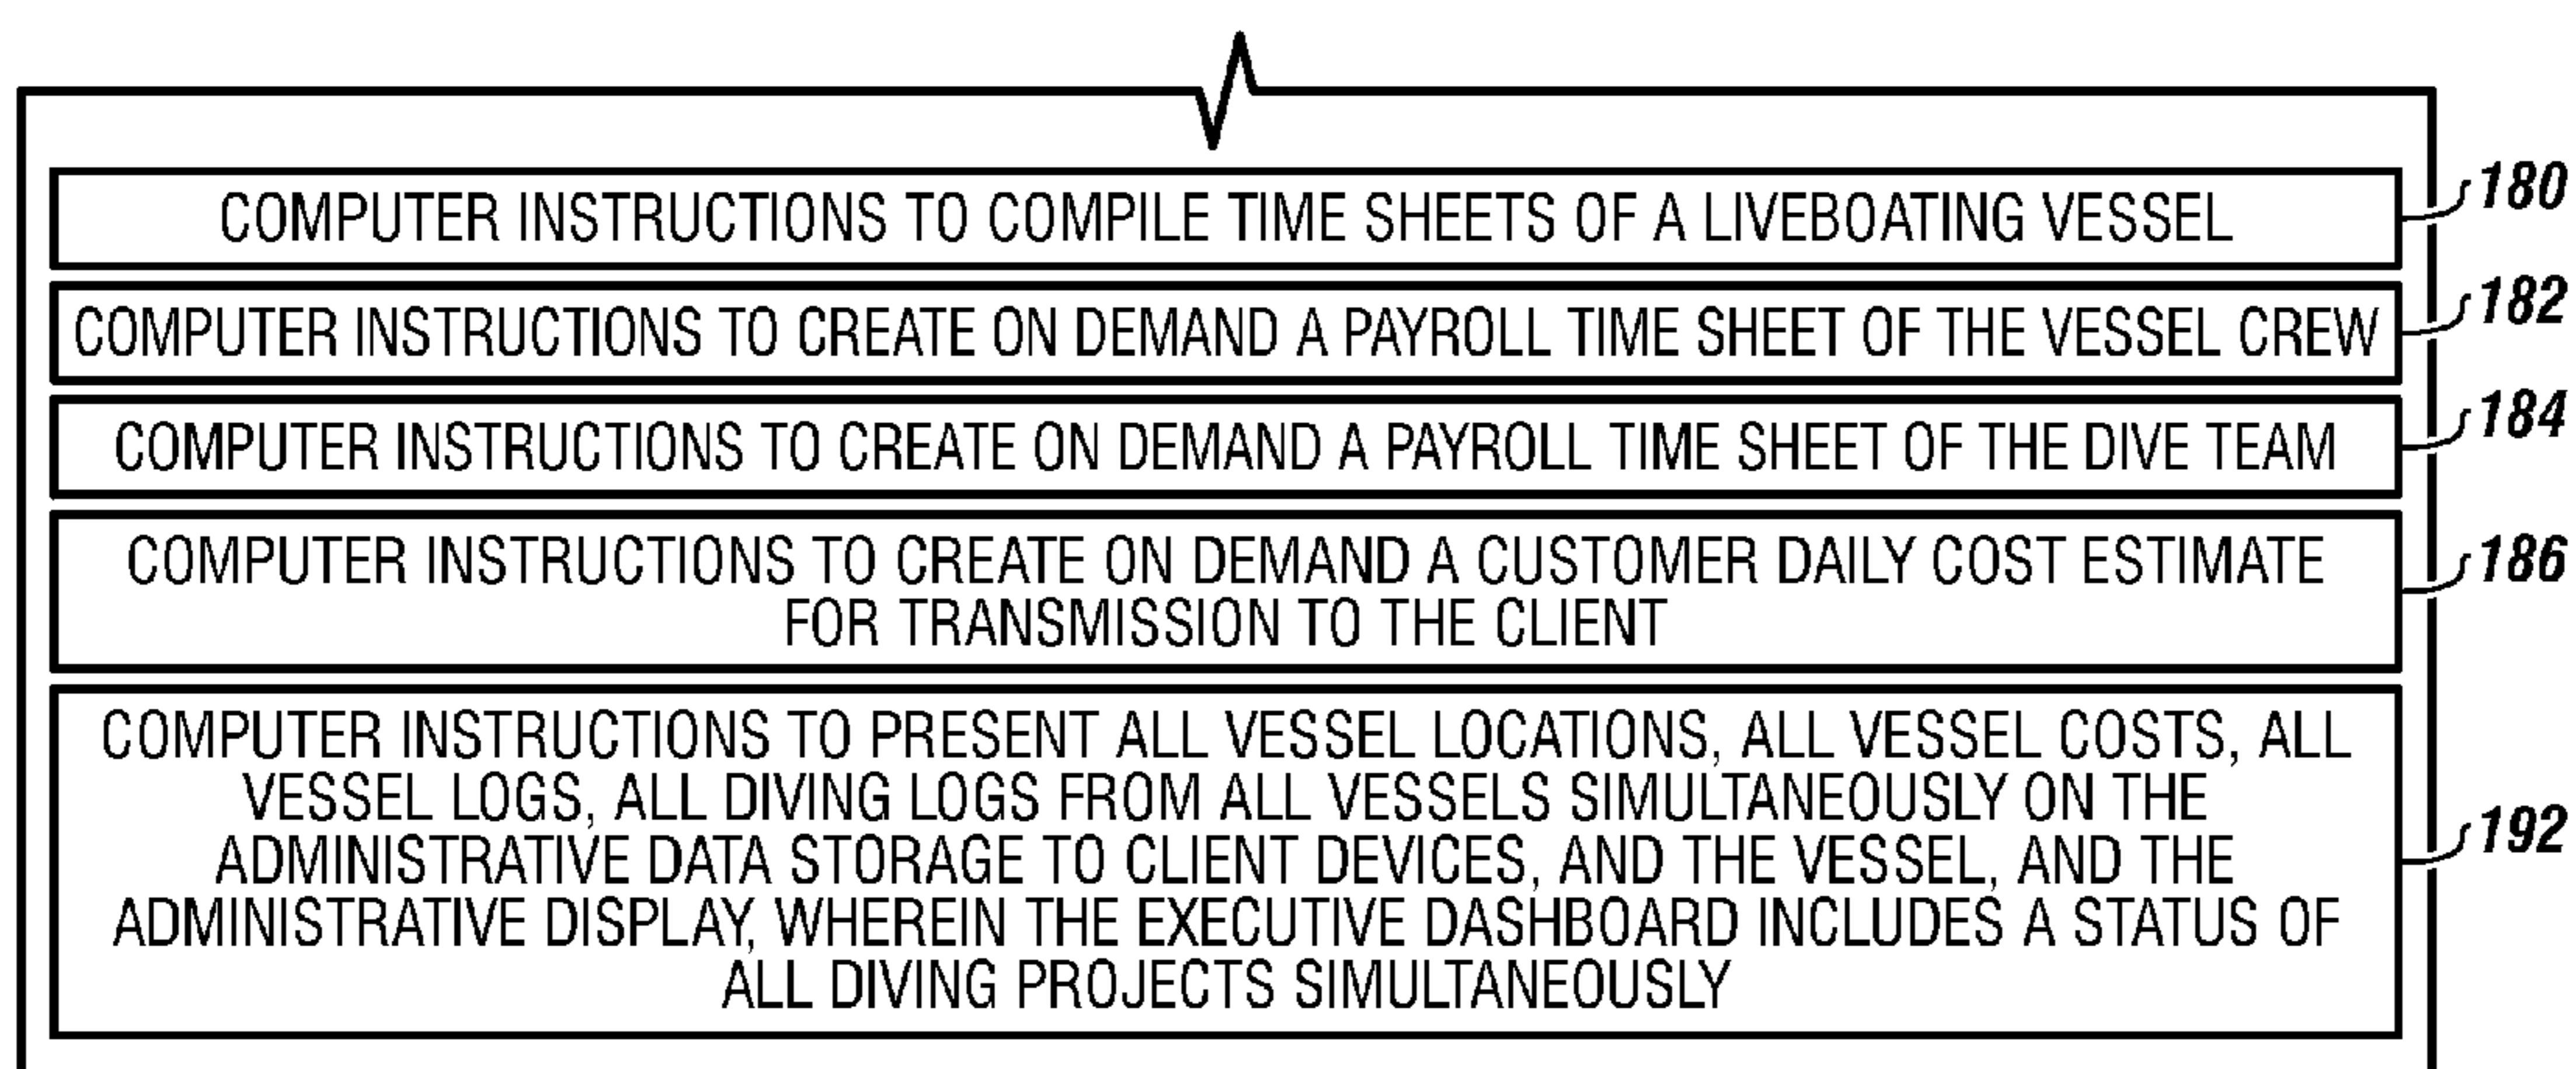 COMPUTER INSTRUCTIONS TO COMPILE TIME SHEETS OF A LIVEBOATING VESSEL 180
COMPUTER INSTRUCTIONS TO CREATE ON DEMAND A PAYROLL TIME SHEET OF THE VESSEL CREW 182
COMPUTER INSTRUCTIONS TO CREATE ON DEMAND A PAYROLL TIME SHEET OF THE DIVE TEAM 184
COMPUTER INSTRUCTIONS TO CREATE ON DEMAND A CUSTOMER DAILY COST ESTIMATE
FOR TRANSMISSION TO THE CLIENT
186
COMPUTER INSTRUCTIONS TO PRESENT ALL VESSEL LOCATIONS, ALL VESSEL COSTS, ALL
VESSEL LOGS, ALL DIVING LOGS FROM ALL VESSELS SIMULTANEOUSLY ON THE
ADMINISTRATIVE DATA STORAGE TO CLIENT DEVICES, AND THE VESSEL, AND THE
ADMINISTRATIVE DISPLAY, WHEREIN THE EXECUTIVE DASHBOARD INCLUDES A STATUS OF
ALL DIVING PROJECTS SIMULTANEOUSLY
192